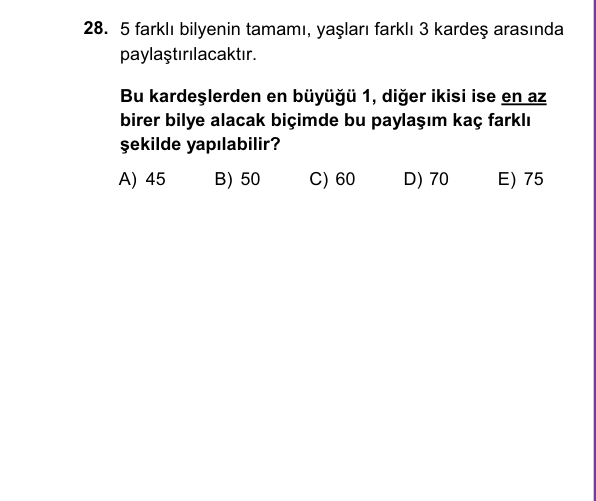 28. 5 farklı bilyenin tamamı, yaşları farklı 3 kardeş arasında
paylaştırılacaktır.
Bu kardeşlerden en büyüğü 1, diğer ikisi ise en az
birer bilye alacak biçimde bu paylaşım kaç farklı
şekilde yapılabilir?
A) 45 B) 50 C) 60 D) 70 E) 75